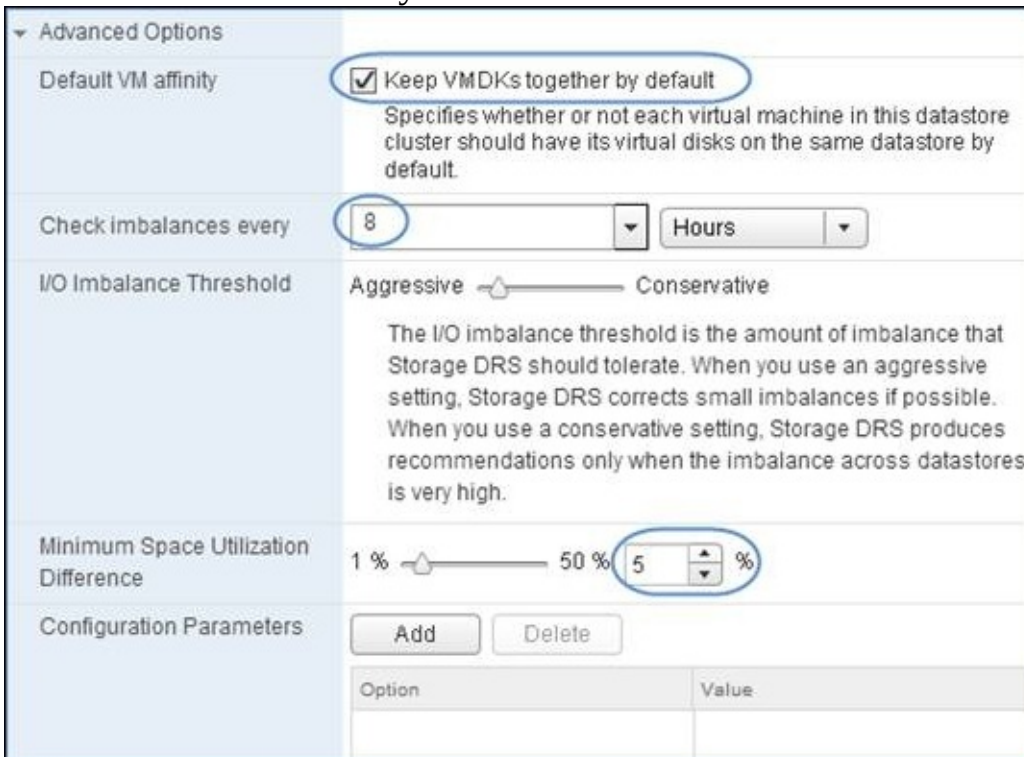 Advanced Options
Default VM affinity
Keep VMDKs together by default
Specifies whether or not each virtual machine in this datastore
cluster should have its virtual disks on the same datastore by
default.
Check imbalances every
8
Hours
I/O Imbalance Threshold
Aggressive
Conservative
The I/O imbalance threshold is the amount of imbalance that
Storage DRS should tolerate. When you use an aggressive
setting, Storage DRS corrects small imbalances if possible.
When you use a conservative setting, Storage DRS produces
recommendations only when the imbalance across datastores
is very high.
Minimum Space Utilization
Difference
1 %
50 %
5
%
Configuration Parameters
Add
Delete
Option
Value